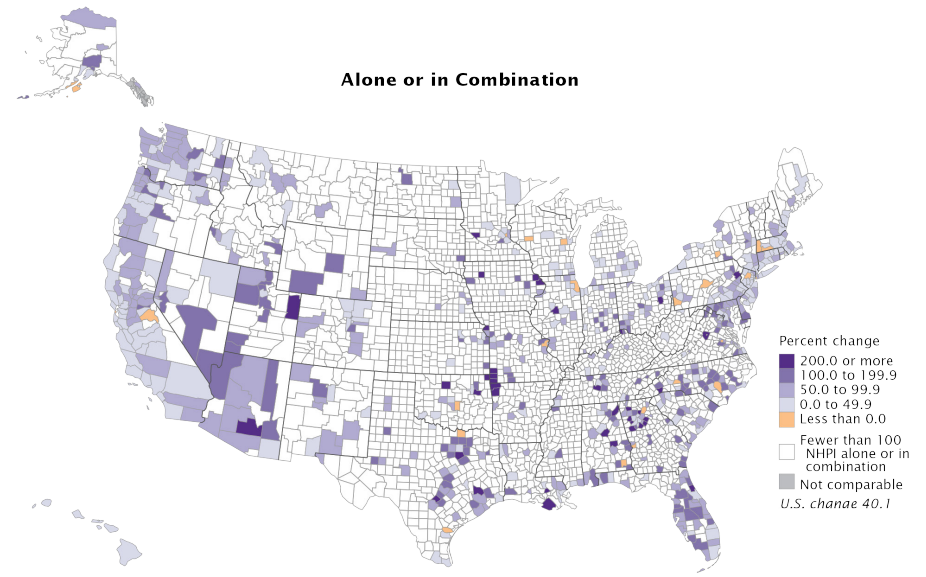 Alone or in Combination
Percent change
200.0 or more
100.0 to 199.9
50.0 to 99.9
0.0 to 49.9
Less than 0.0
Fewer than 100
NHPI alone or in
combination
Not comparable
U.S. chanae 40.1